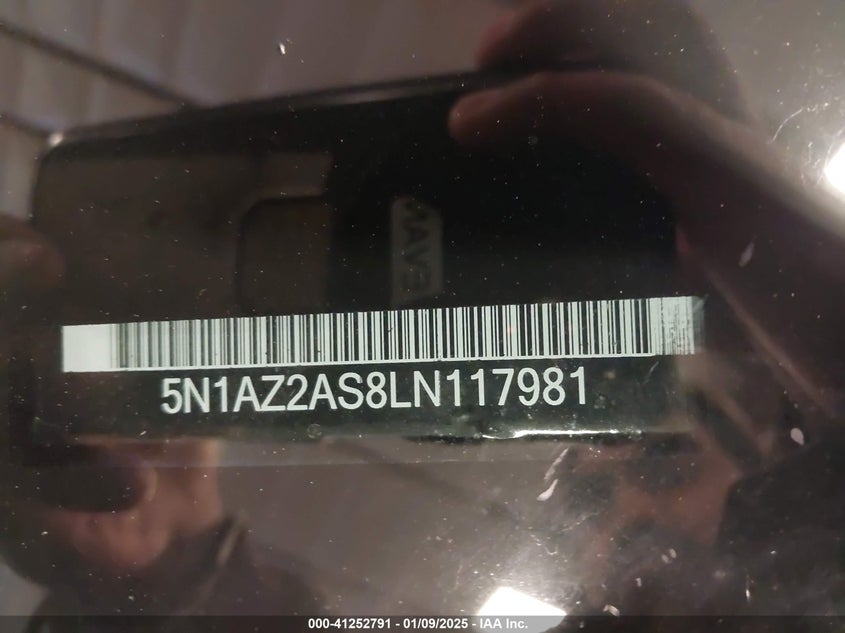 5N1AZ2AS8LN117981
000-41252791 - 01/09/2025 - IAA Inc.